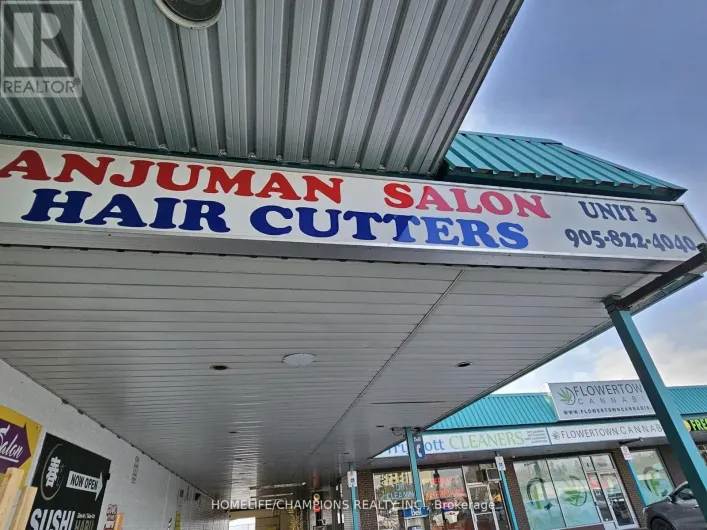 REALTOR
ANJUMAN SALON
HAIR CUTTERS
UNIT 3
905-822-4040
FLOWERTOWN
CANNABIS
CLEANERS
FLOWERTOWN CANNABIS
Salon
NOW OPEN
SUSHI
HOMELIFE/CHAMPIONS REALTY INC., Brokerage